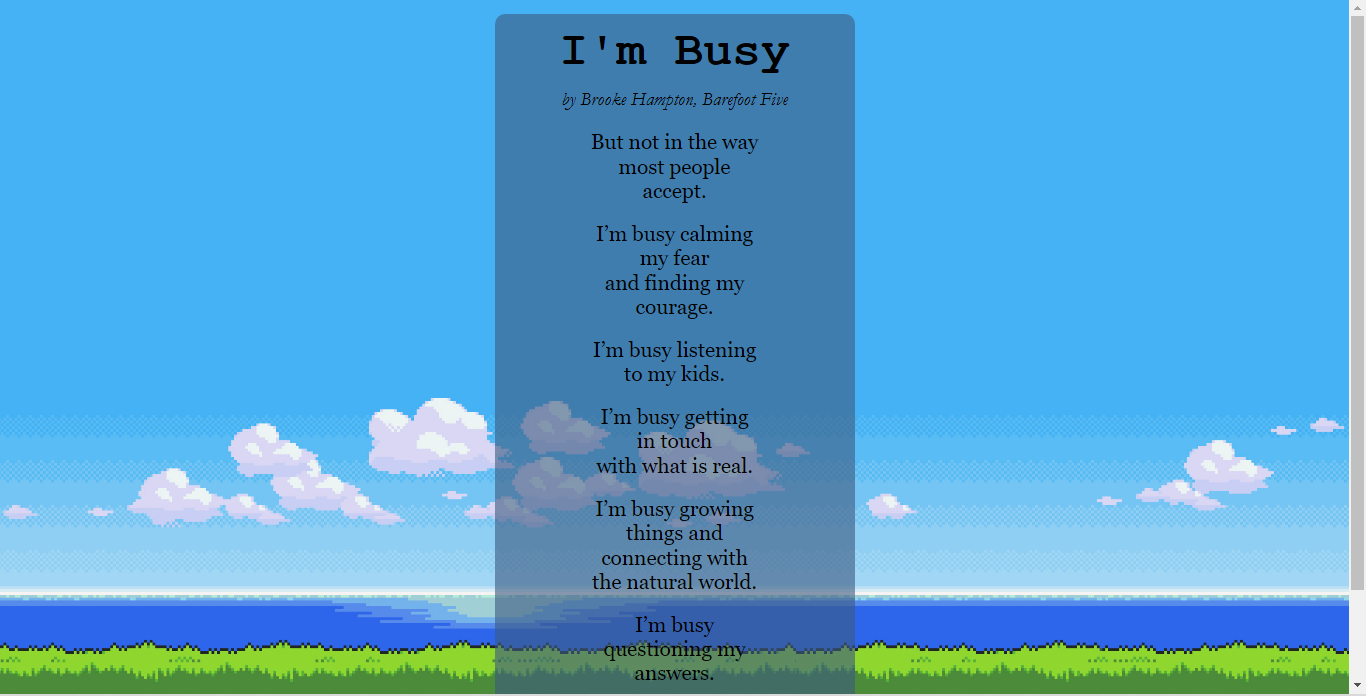 I'm Busy
by Brooke Hampton, Barefoot Five
But not in the way
most people
accept.
I’m busy calming
my fear
and finding my
courage.
I’m busy listening
to my kids.
I’m busy getting
in touch
with what is real.
I’m busy growing
things and
connecting with
the natural world.
I’m busy
questioning my
answers.